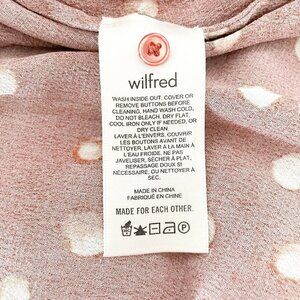 wilfred
WASH INSIDE OUT, COVER OR
REMOVE BUTTONS BEFORE
CLEANING, HAND WASH COLD,
DO NOT BLEACH. DRY FLAT.
COOL IRON ONLY IF NEEDED, OR
DRY CLEAN.
LAVER À L'ENVERS. COUVRIR
LES BOUTONS AVANT DE
NETTOYER, LAVER À LA MAIN À
L'EAU FROIDE. NE PAS
JAVELISER, SÉCHER À PLAT,
REPASSAGE DOUX SI
NÉCESSAIRE, OU NETTOYER À
SEC.
MADE IN CHINA
FABRIQUÉ EN CHINE
MADE FOR EACH OTHER.
P